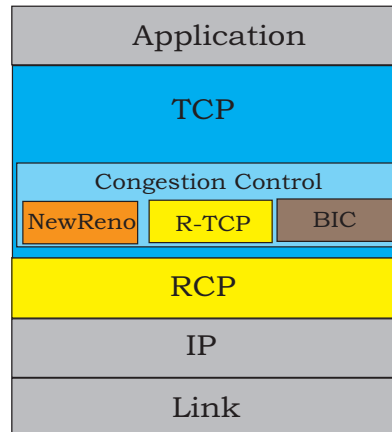 Application
TCP
Congestion Control
NewReno R-TCP BIC
RCP
IP
Link